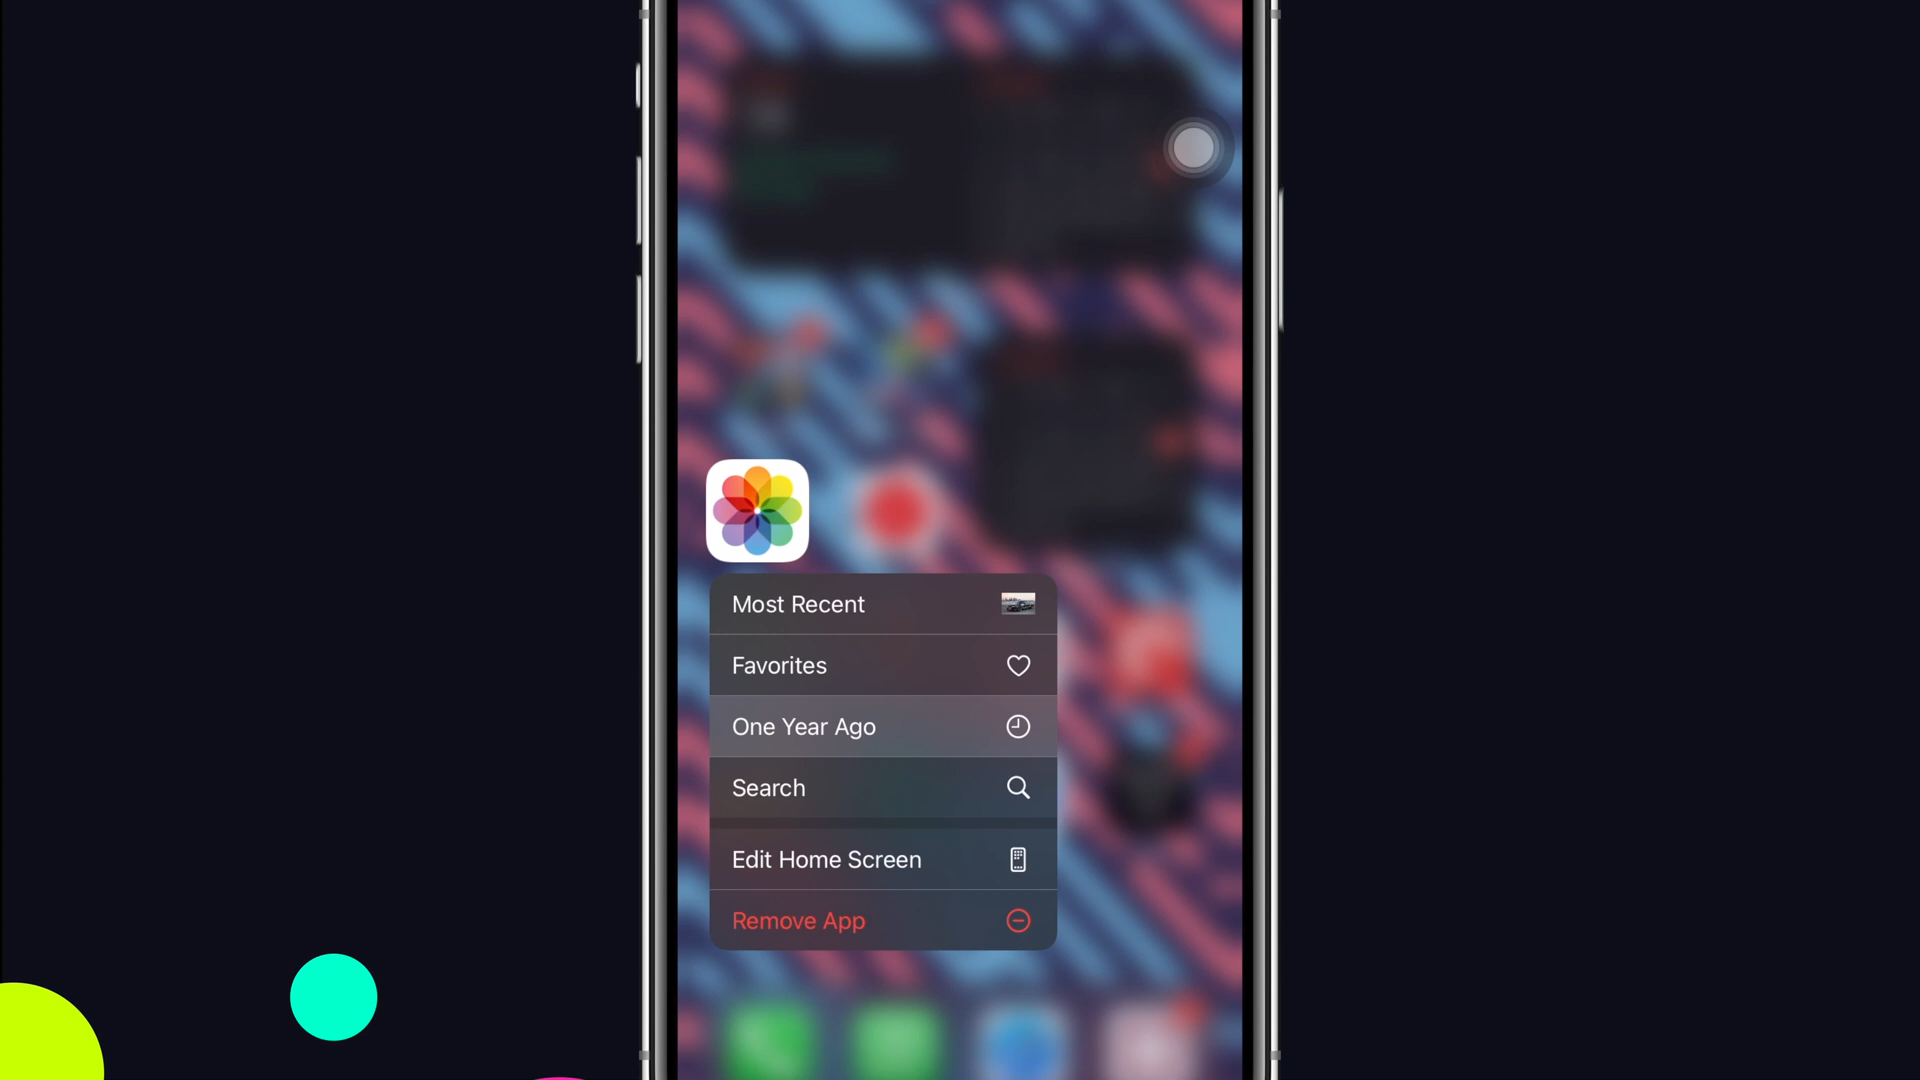 Most Recent
Favorites
One Year Ago
Search
Edit Home Screen
Remove App